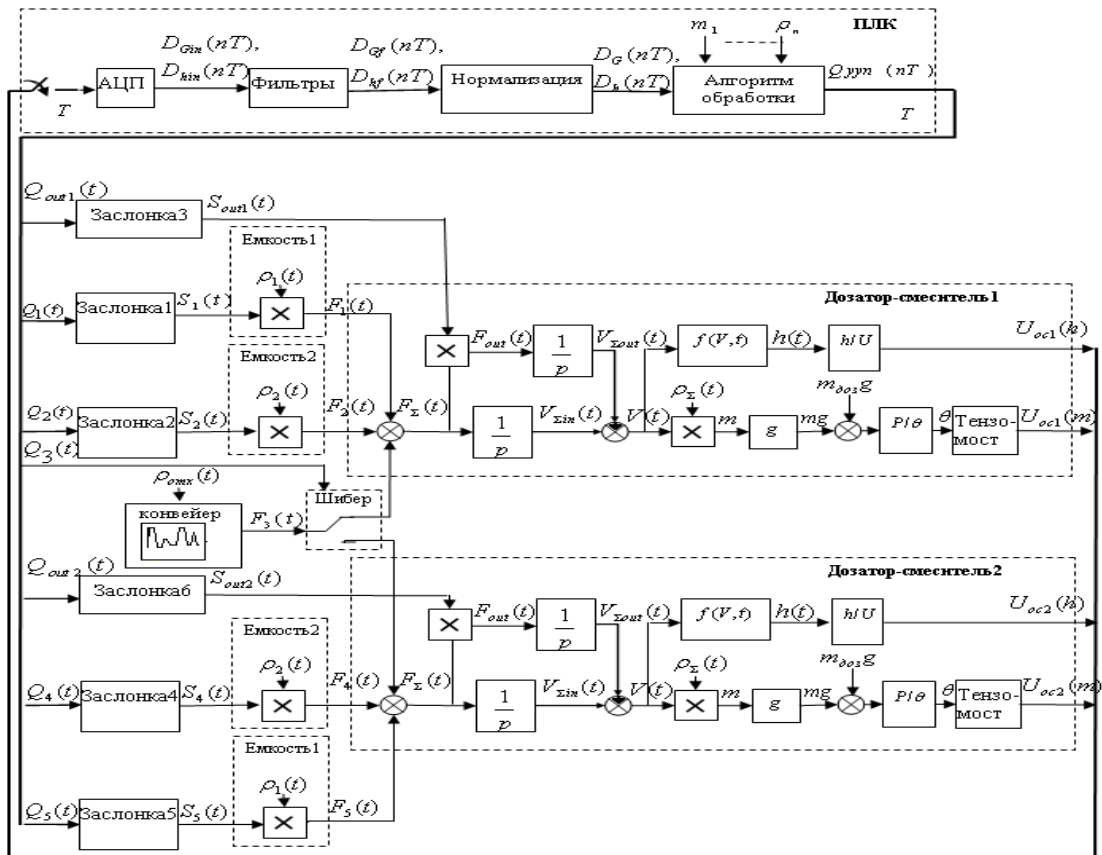 ПЛК
D_Gin(nT),
D_hin(nT)
D_Gf(nT),
D_hf(nT)
D_G(nT),
D_h(nT)
m_1
ρ_n
АЦП
Фильтры
Нормализация
Алгоритм
обработки
Q_упп (nT)
T
T
Q_out1(t)
Заслонка3
S_out1(t)
Емкость1
ρ_1(t)
Q_1(t)
Заслонка1
S_1(t)
×
F_1(t)
Дозатор-смеситель1
×
F_out(t)
1/p
V_Σout(t)
f(V,t)
h(t)
h/U
U_oc1(h)
Емкость2
ρ_2(t)
Q_2(t)
Заслонка2
S_2(t)
×
F_2(t)
F_Σ(t)
1/p
V_Σin(t)
V(t)
ρ_Σ(t)
×
m
g
mg
m_доз g
P/θ
θ
Тензо-
мост
U_oc1(m)
Q_3(t)
ρ_отх(t)
конвейер
F_3(t)
Шибер
Q_out2(t)
Заслонка6
S_out2(t)
Дозатор-смеситель2
×
F_out(t)
1/p
V_Σout(t)
f(V,t)
h(t)
h/U
U_oc2(h)
Емкость2
ρ_2(t)
Q_4(t)
Заслонка4
S_4(t)
×
F_4(t)
F_Σ(t)
1/p
V_Σin(t)
V(t)
ρ_Σ(t)
×
m
g
mg
m_доз g
P/θ
θ
Тензо-
мост
U_oc2(m)
Емкость1
ρ_1(t)
Q_5(t)
Заслонка5
S_5(t)
×
F_5(t)